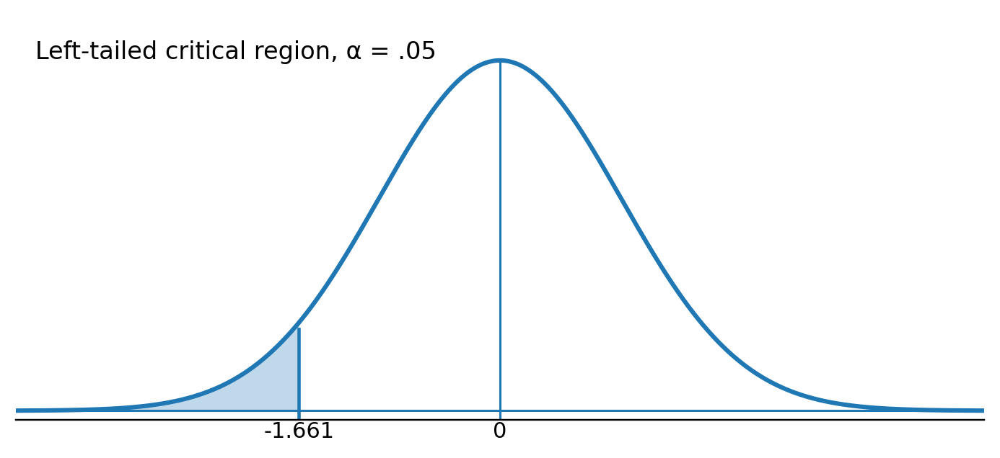 Left-tailed critical region, α = .05
-1.661 0